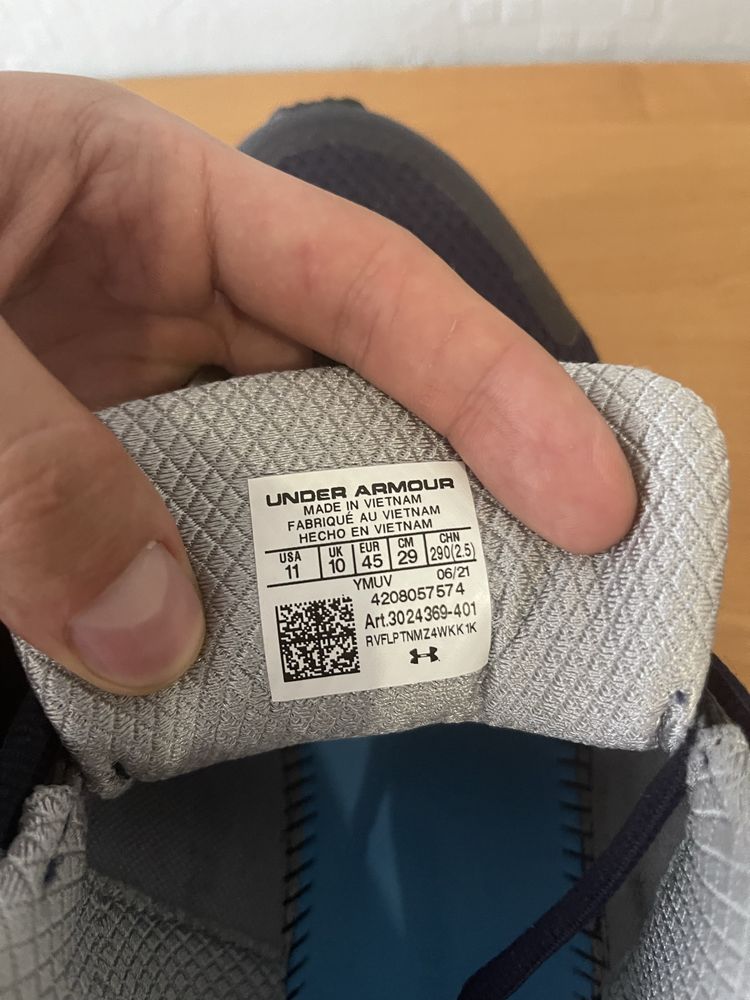 UNDER ARMOUR
MADE IN VIETNAM
FABRIQUÉ AU VIETNAM
HECHO EN VIETNAM
USA UK EUR CM CHN
11 10 45 29 290(2.5)
YMUV 06/21
4208057574
Art.3024369-401
RVFLPTNMZ4WKK1K